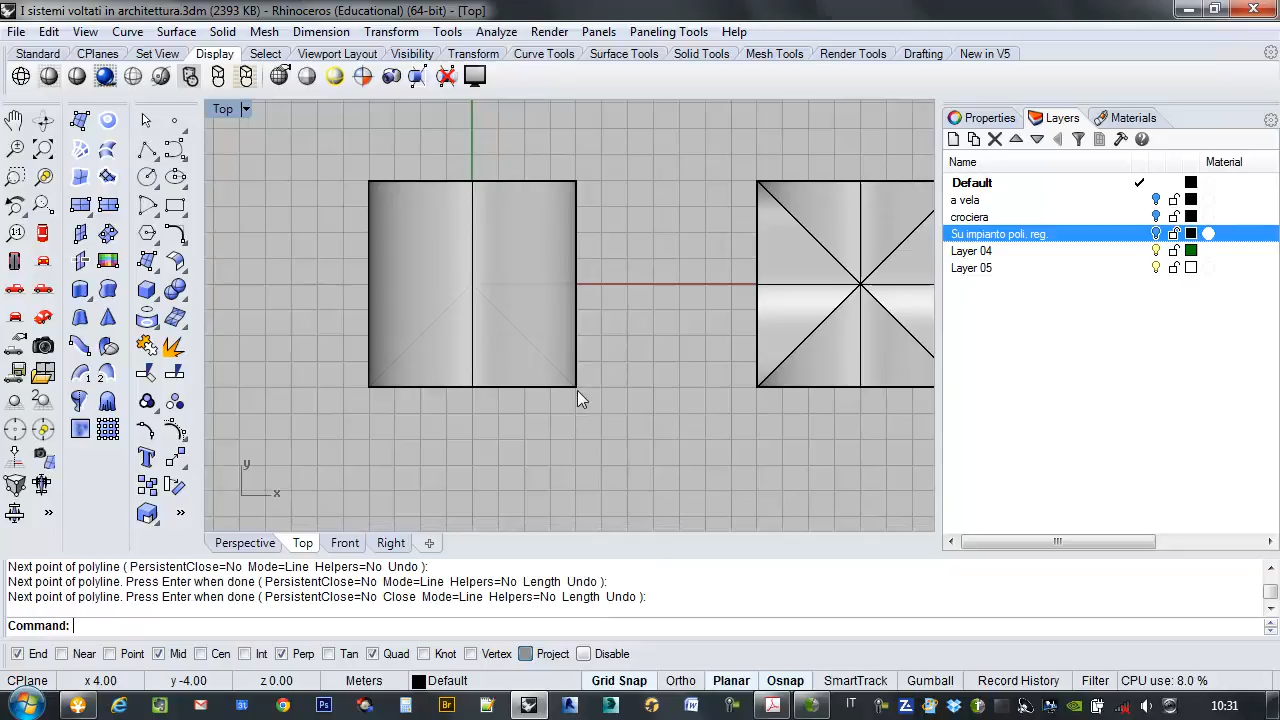 I sistemi voltati in architettura.3dm (2393 KB) - Rhinoceros (Educational) (64-bit) - [Top]
File Edit View Curve Surface Solid Mesh Dimension Transform Tools Analyze Render Panels Paneling Tools Help
Standard CPlanes Set View Display Select Viewport Layout Visibility Transform Curve Tools Surface Tools Solid Tools Mesh Tools Render Tools Drafting New in V5
Top
Properties Layers Materials
Name Material
Default
a vela
crociera
Su impianto poli. reg.
Layer 04
Layer 05
y
x
Perspective Top Front Right
Next point of polyline ( PersistentClose=No Mode=Line Helpers=No Undo ):
Next point of polyline. Press Enter when done ( PersistentClose=No Mode=Line Helpers=No Length Undo ):
Next point of polyline. Press Enter when done ( PersistentClose=No Close Mode=Line Helpers=No Length Undo ):
Command:
End Near Point Mid Cen Int Perp Tan Quad Knot Vertex Project Disable
CPlane x 4.00 y -4.00 z 0.00 Meters Default Grid Snap Ortho Planar Osnap SmartTrack Gumball Record History Filter CPU use: 8.0 %
IT 10:31